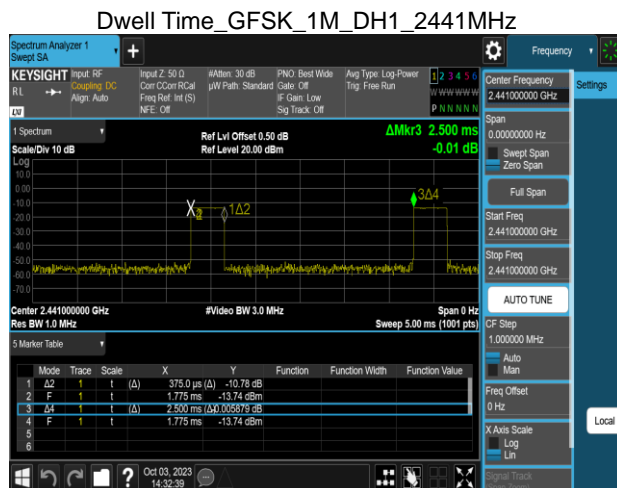 Dwell Time_GFSK_1M_DH1_2441MHz
Spectrum Analyzer 1
Swept SA
Frequency
KEYSIGHT
RL
LXI
Input: RF
Coupling: DC
Align: Auto
Input Z: 50 Ω
Corr CCorr RCal
Freq Ref: Int (S)
NFE: Off
#Atten: 30 dB
µW Path: Standard
PNO: Best Wide
Gate: Off
IF Gain: Low
Sig Track: Off
Avg Type: Log-Power
Trig: Free Run
1 2 3 4 5 6
W W W W W W
P N N N N N
1 Spectrum
Scale/Div 10 dB
Ref Lvl Offset 0.50 dB
Ref Level 20.00 dBm
ΔMkr3 2.500 ms
-0.01 dB
Log
10.0
0.00
-10.0
-20.0
-30.0
-40.0
-50.0
-60.0
-70.0
X
1Δ2
3Δ4
Center 2.441000000 GHz
Res BW 1.0 MHz
#Video BW 3.0 MHz
Span 0 Hz
Sweep 5.00 ms (1001 pts)
5 Marker Table
Mode Trace Scale X Y Function Function Width Function Value
1 Δ2 1 t (Δ) 375.0 µs (Δ) -10.78 dB
2 F 1 t 1.775 ms -13.74 dBm
3 Δ4 1 t (Δ) 2.500 ms (Δ) 0.005879 dB
4 F 1 t 1.775 ms -13.74 dBm
5
6
Oct 03, 2023
14:32:39
Center Frequency
2.441000000 GHz
Settings
Span
0.00000000 Hz
Swept Span
Zero Span
Full Span
Start Freq
2.441000000 GHz
Stop Freq
2.441000000 GHz
AUTO TUNE
CF Step
1.000000 MHz
Auto
Man
Freq Offset
0 Hz
Local
X Axis Scale
Log
Lin
Signal Track